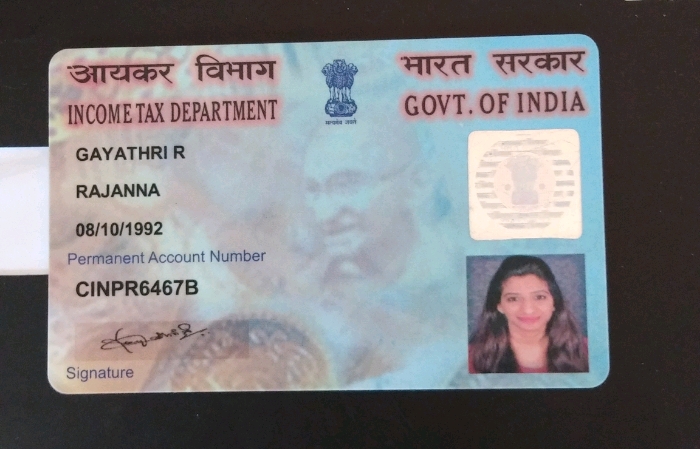 आयकर विभाग
INCOME TAX DEPARTMENT
भारत सरकार
GOVT. OF INDIA
सत्यमेव जयते
GAYATHRI R
RAJANNA
08/10/1992
Permanent Account Number
CINPR6467B
Signature